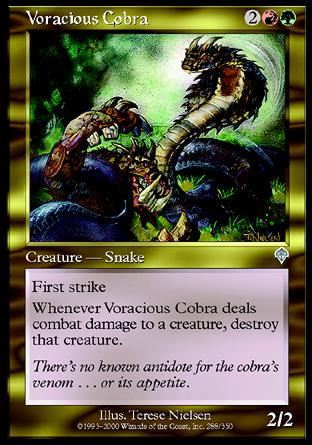 Voracious Cobra 2
Creature — Snake
First strike
Whenever Voracious Cobra deals
combat damage to a creature, destroy
that creature.
There's no known antidote for the cobra's
venom . . . or its appetite.
2/2
Illus. Terese Nielsen
©1993-2000 Wizards of the Coast, Inc. 288/350